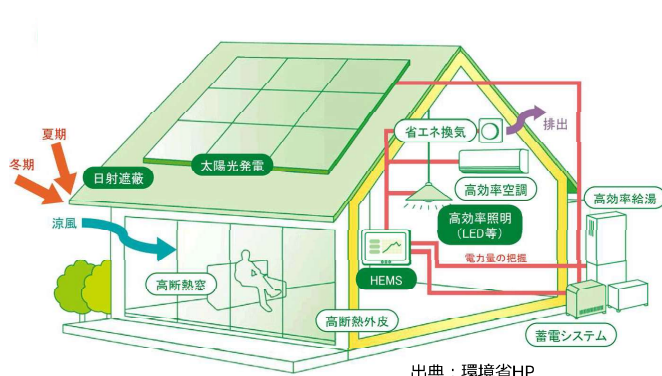 夏期
冬期
日射遮蔽
太陽光発電
涼風
高断熱窓
省エネ換気
排出
高効率空調
高効率照明
(LED等)
高効率給湯
電力量の把握
HEMS
高断熱外皮
蓄電システム
出典:環境省HP